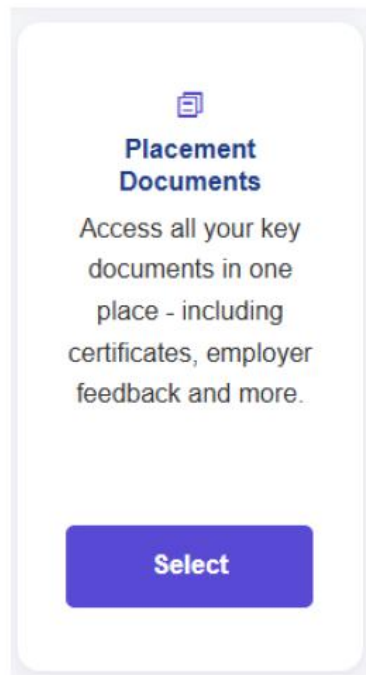 Placement
Documents
Access all your key
documents in one
place - including
certificates, employer
feedback and more.
Select